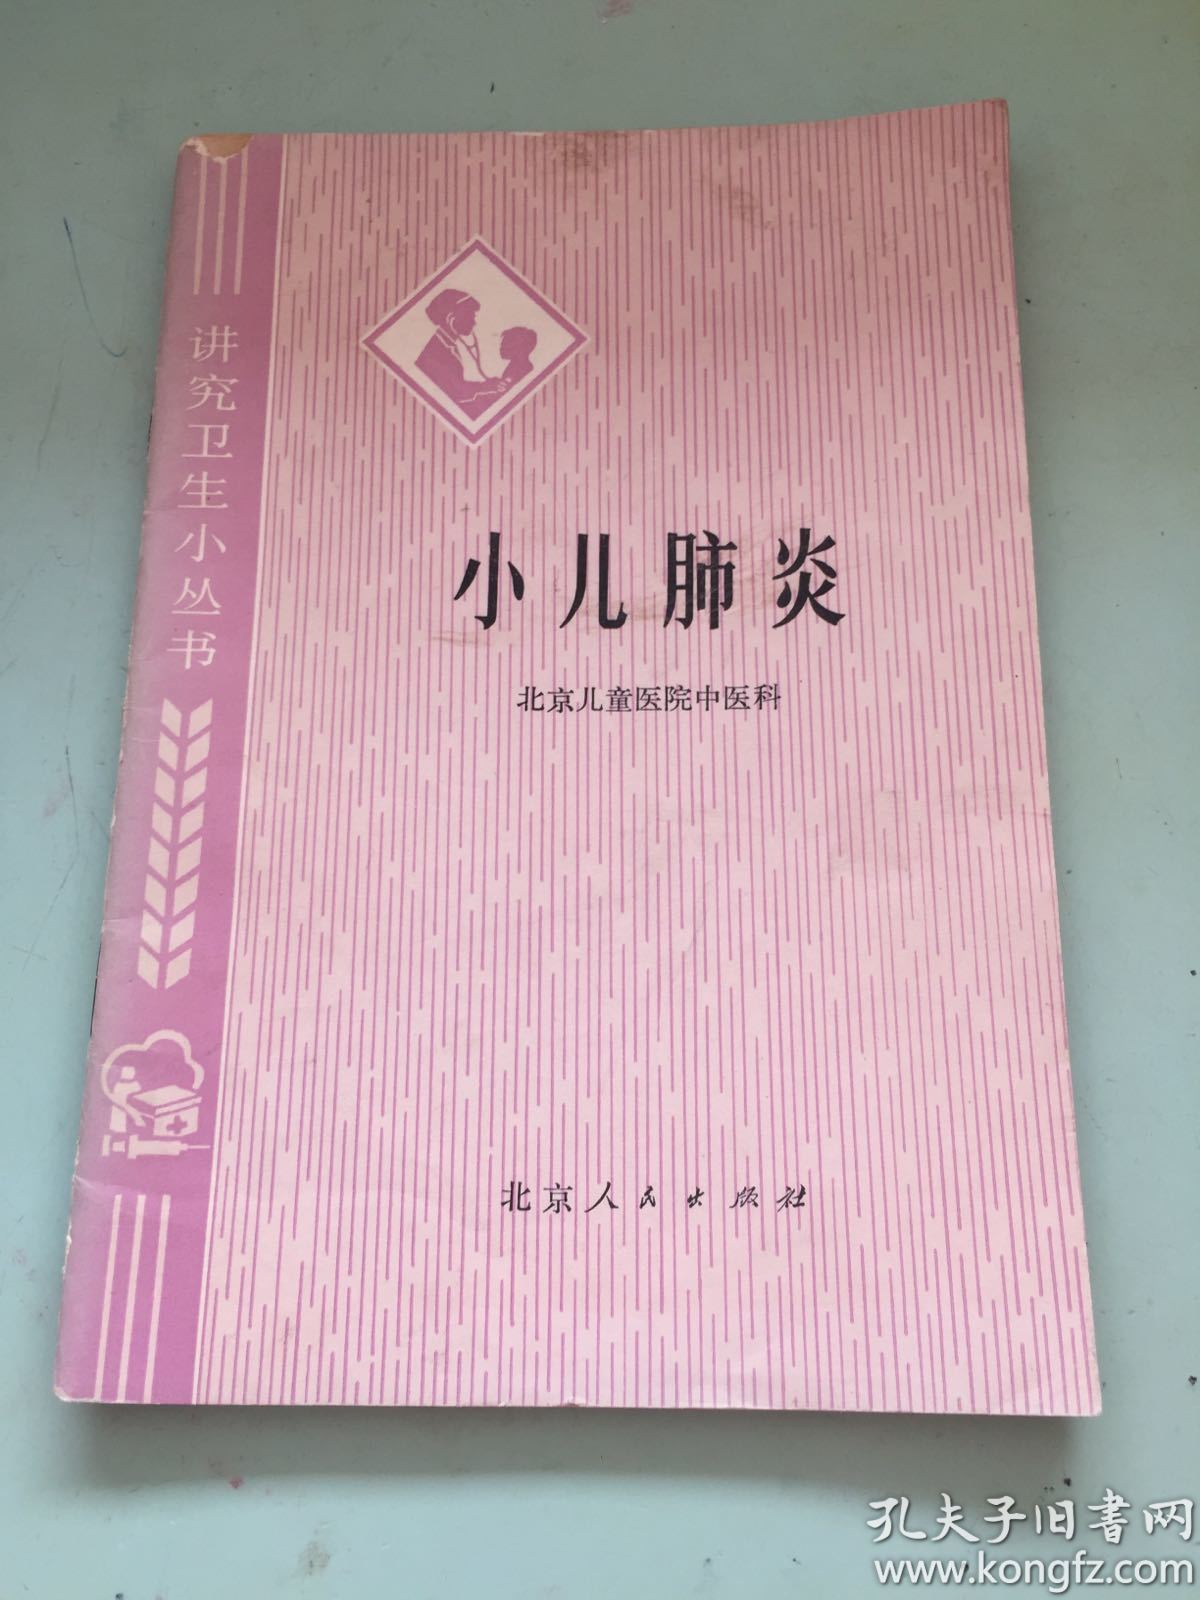 讲究卫生小丛书
小儿肺炎
北京儿童医院中医科
北京人民出版社
孔夫子旧書网
www.kongfz.com